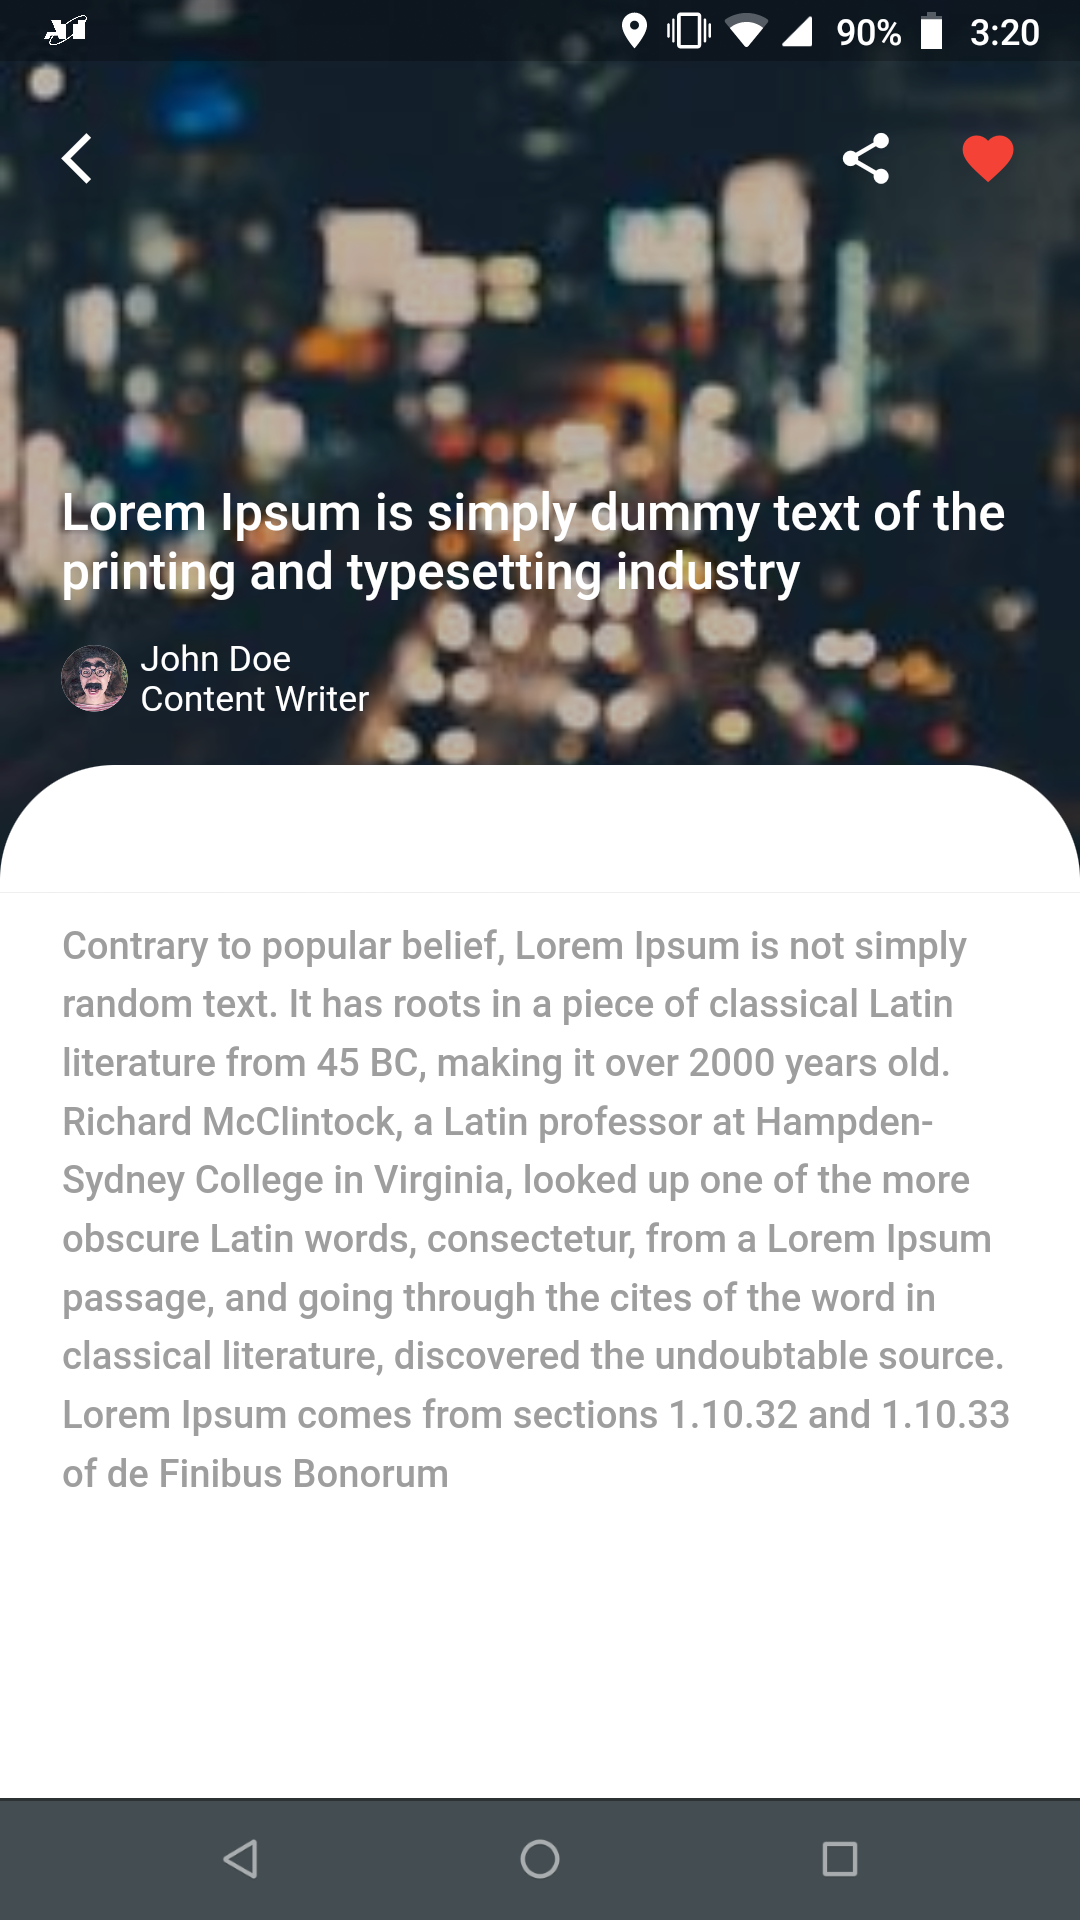 90% 3:20
Lorem Ipsum is simply dummy text of the
printing and typesetting industry
John Doe
Content Writer
Contrary to popular belief, Lorem Ipsum is not simply
random text. It has roots in a piece of classical Latin
literature from 45 BC, making it over 2000 years old.
Richard McClintock, a Latin professor at Hampden-
Sydney College in Virginia, looked up one of the more
obscure Latin words, consectetur, from a Lorem Ipsum
passage, and going through the cites of the word in
classical literature, discovered the undoubtable source.
Lorem Ipsum comes from sections 1.10.32 and 1.10.33
of de Finibus Bonorum